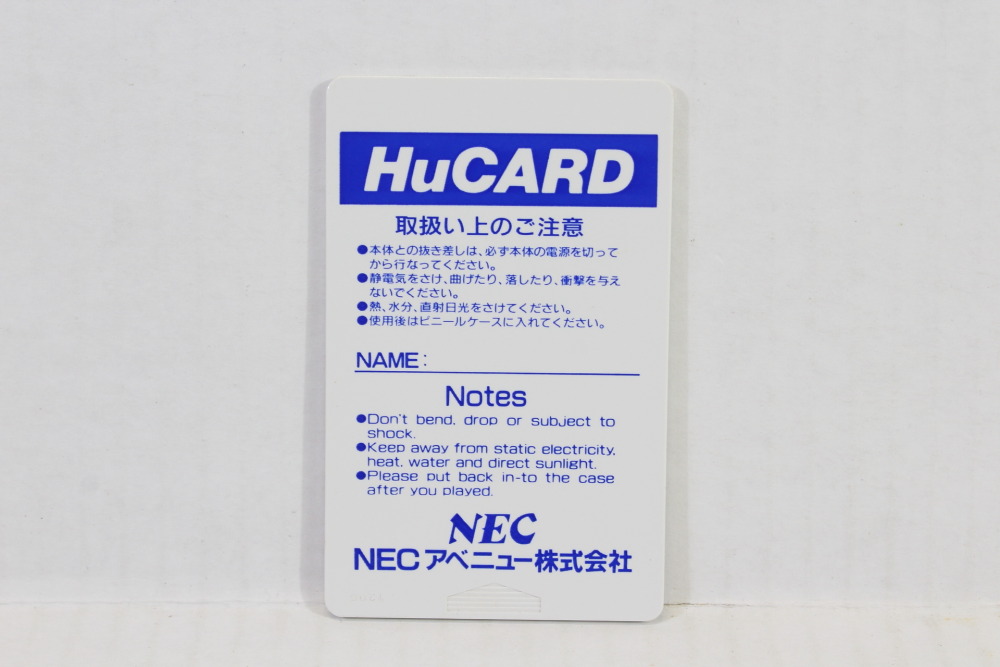 HuCARD
取扱い上のご注意
●本体との抜き差しは、必ず本体の電源を切って
から行なってください。
●静電気をさけ、曲げたり、落したり、衝撃を与え
ないでください。
●熱、水分、直射日光をさけてください。
●使用後はビニールケースに入れてください。
NAME:
Notes
●Don't bend, drop or subject to
shock.
●Keep away from static electricity,
heat, water and direct sunlight.
●Please put back in-to the case
after you played.
NEC
NECアベニュー株式会社